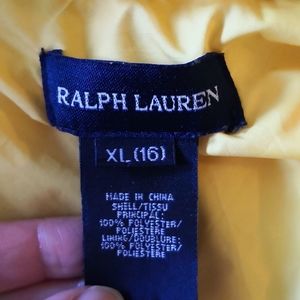 RALPH LAUREN
XL (16)
MADE IN CHINA
SHELL/TISSU
PRINCIPAL:
100% POLYESTER/
POLIESTERE
LINING/DOUBLURE:
100% POLYESTER/
POLIESTERE